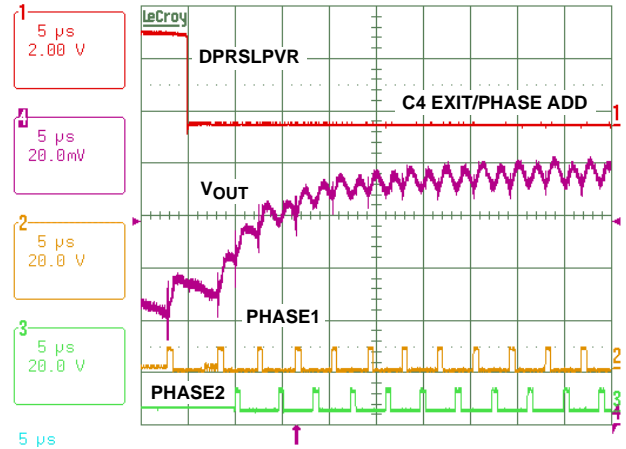 1
5 µs
2.00 V
4
5 µs
20.0mV
2
5 µs
20.0 V
3
5 µs
20.0 V
5 µs
LeCroy
DPRSLPVR
C4 EXIT/PHASE ADD
1
VOUT
PHASE1
2
PHASE2
3
4